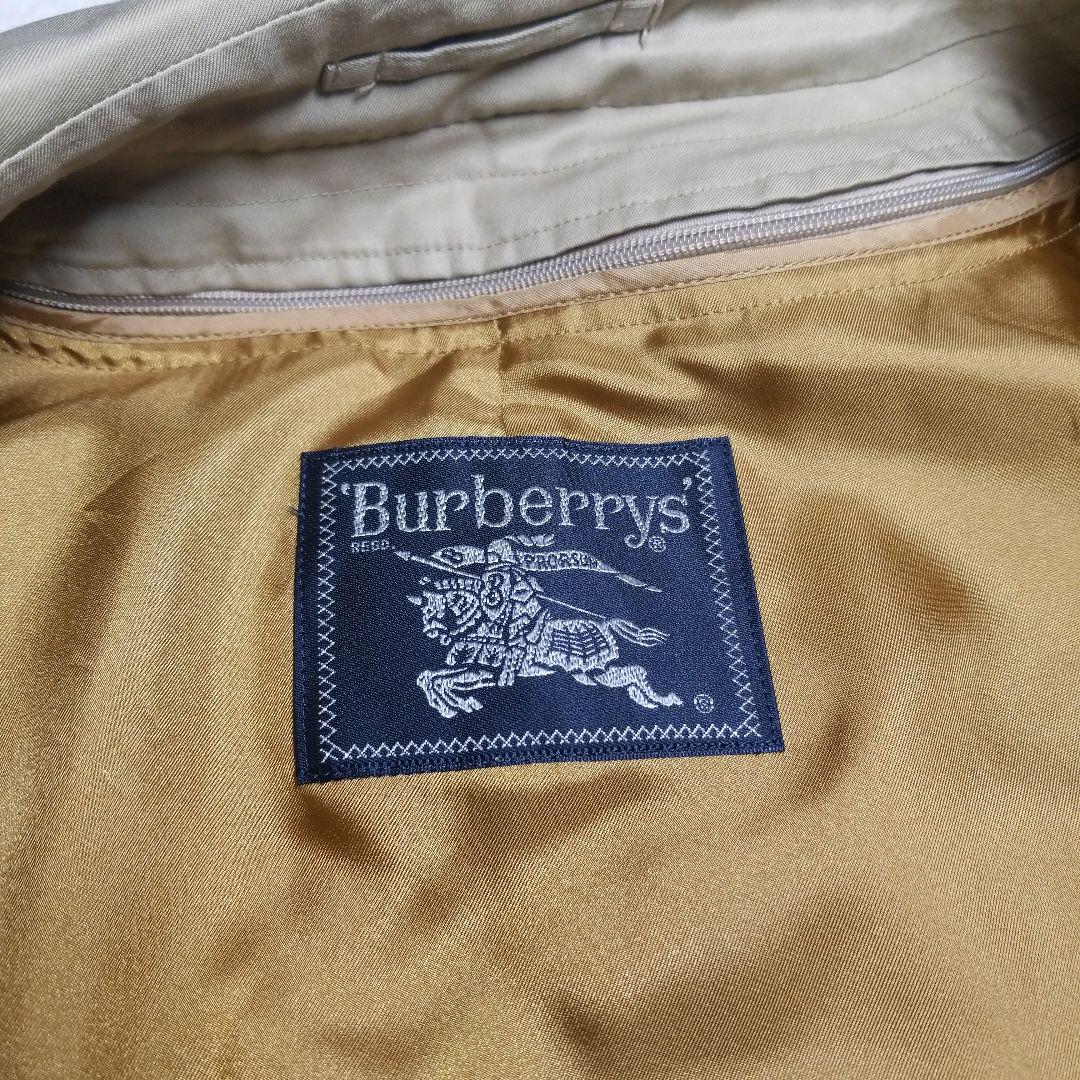 'Burberrys'
REGD. ®
PRORSUM
B
®